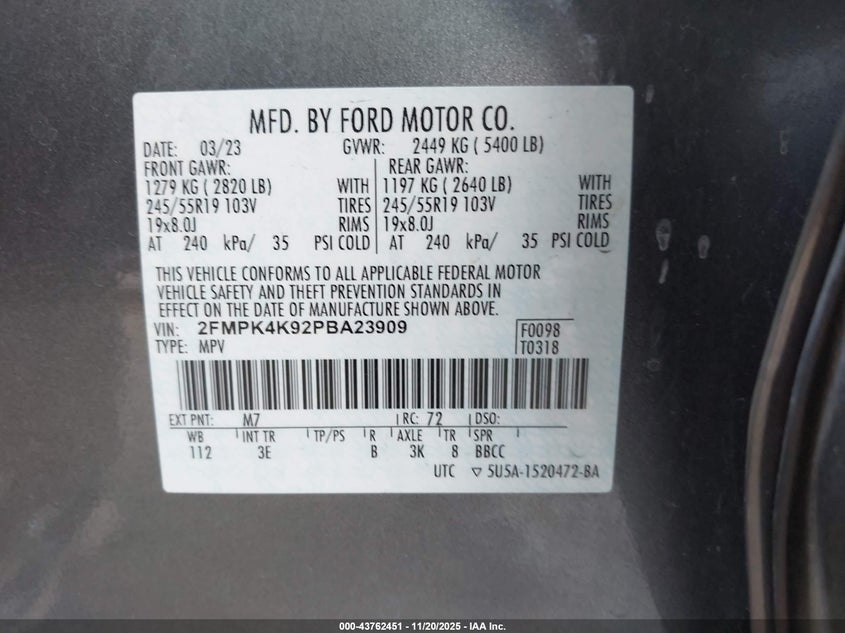 MFD. BY FORD MOTOR CO.
DATE: 03/23 GVWR: 2449 KG ( 5400 LB)
FRONT GAWR: REAR GAWR:
1279 KG ( 2820 LB) WITH 1197 KG ( 2640 LB) WITH
245/55R19 103V TIRES 245/55R19 103V TIRES
19x8.0J RIMS 19x8.0J RIMS
AT 240 kPa/ 35 PSI COLD AT 240 kPa/ 35 PSI COLD
THIS VEHICLE CONFORMS TO ALL APPLICABLE FEDERAL MOTOR
VEHICLE SAFETY AND THEFT PREVENTION STANDARDS IN
EFFECT ON THE DATE OF MANUFACTURE SHOWN ABOVE.
VIN: 2FMPK4K92PBA23909 F0098
TYPE: MPV T0318
EXT PNT: M7 RC: 72 DSO:
WB INT TR TP/PS R AXLE TR SPR
112 3E B 3K 8 BBCC
UTC ▽ 5U5A-1520472-BA
000-43762451 - 11/20/2025 - IAA Inc.